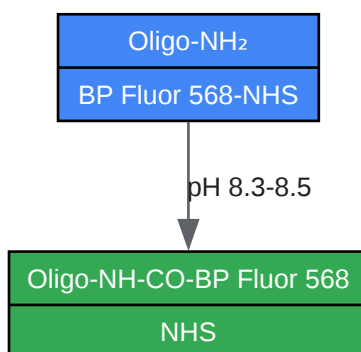 Oligo-NH₂
BP Fluor 568-NHS
pH 8.3-8.5
Oligo-NH-CO-BP Fluor 568
NHS